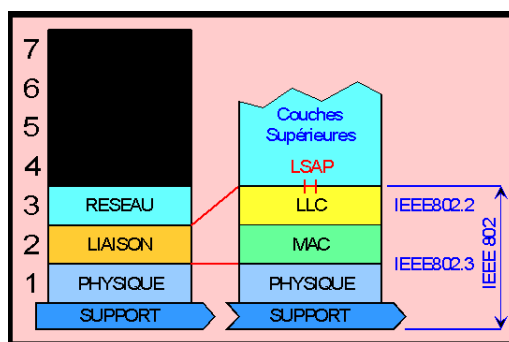 7
6
5
4
3
2
1
RESEAU
LIAISON
PHYSIQUE
SUPPORT
Couches
Supérieures
LSAP
LLC
MAC
PHYSIQUE
SUPPORT
IEEE802.2
IEEE802.3
IEEE 802